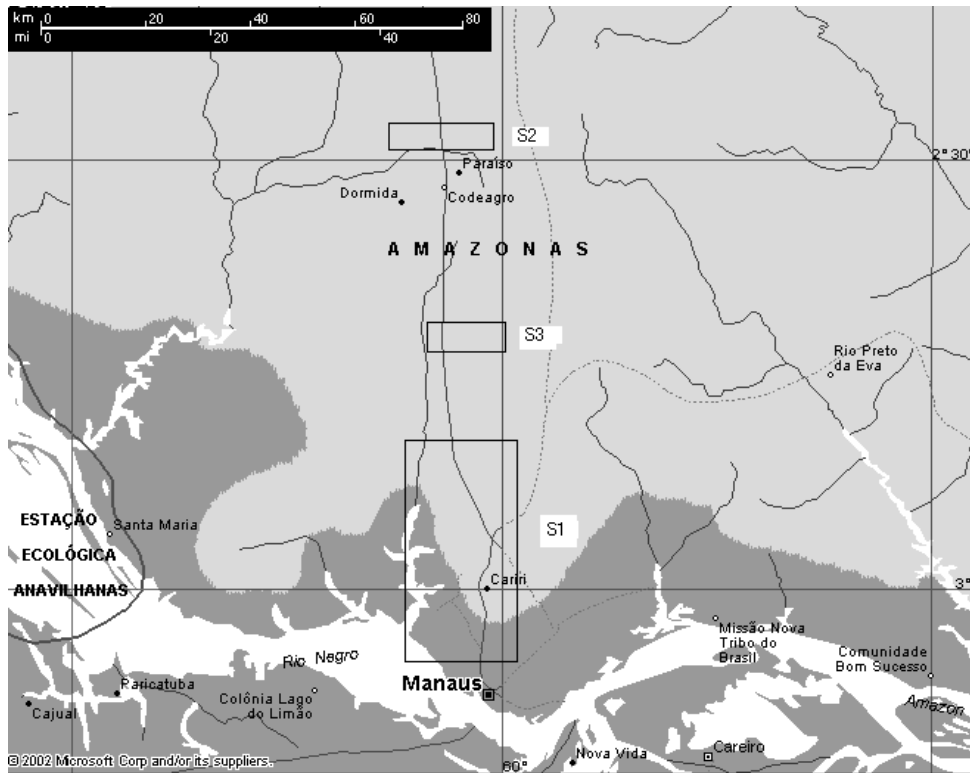 km 0 20 40 60 80
mi 0 20 40
S2
2° 30'
Paraíso
Dormida
Codeagro
A M A Z O N A S
S3
Rio Preto
da Eva
ESTAÇÃO
Santa Maria
S1
ECOLÓGICA
ANAVILHANAS
Cariri
3°
Missão Nova
Tribo do
Brasil
Rio Negro
Comunidade
Bom Sucesso
Manaus
Paricatuba
Colônia Lago
do Limão
Cajual
Amazon
Careiro
Nova Vida
© 2002 Microsoft Corp and/or its suppliers.
60°